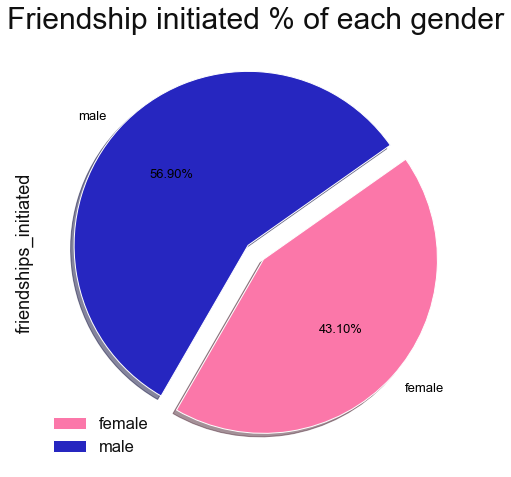 Friendship initiated % of each gender
male
56.90%
friendships_initiated
43.10%
female
female
male